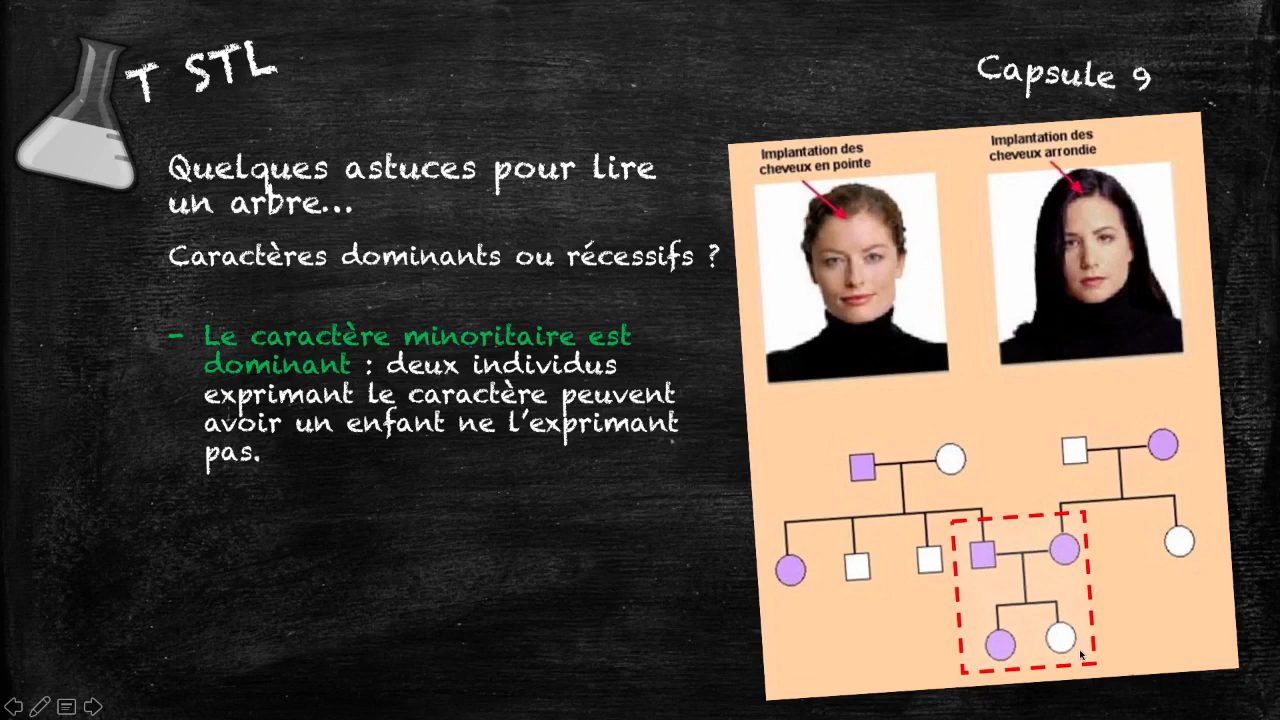 T STL
Capsule 9
Quelques astuces pour lire
un arbre...
Caractères dominants ou récessifs ?
- Le caractère minoritaire est
dominant : deux individus
exprimant le caractère peuvent
avoir un enfant ne l'exprimant
pas.
Implantation des
cheveux en pointe
Implantation des
cheveux arrondie